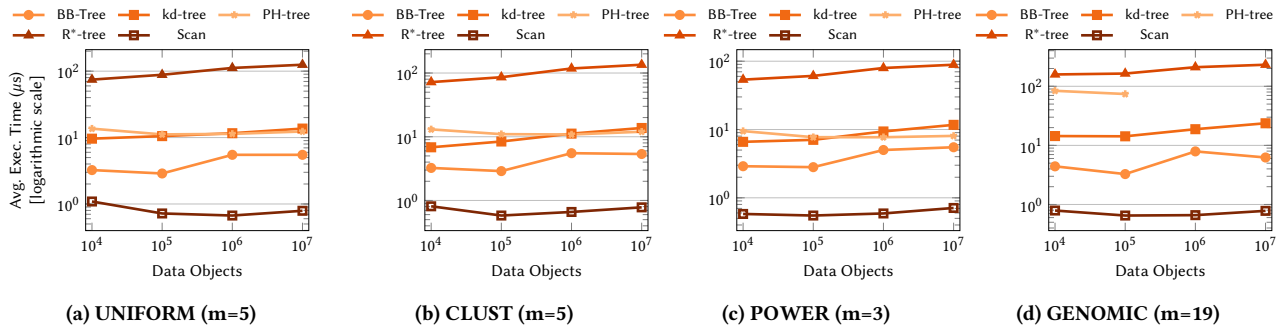 BB-Tree kd-tree PH-tree
R*-tree Scan
Avg. Exec. Time (μs)
[logarithmic scale]
10²
10¹
10⁰
10⁴ 10⁵ 10⁶ 10⁷
Data Objects
(a) UNIFORM (m=5)
BB-Tree kd-tree PH-tree
R*-tree Scan
10²
10¹
10⁰
10⁴ 10⁵ 10⁶ 10⁷
Data Objects
(b) CLUST (m=5)
BB-Tree kd-tree PH-tree
R*-tree Scan
10²
10¹
10⁰
10⁴ 10⁵ 10⁶ 10⁷
Data Objects
(c) POWER (m=3)
BB-Tree kd-tree PH-tree
R*-tree Scan
10²
10¹
10⁰
10⁴ 10⁵ 10⁶ 10⁷
Data Objects
(d) GENOMIC (m=19)